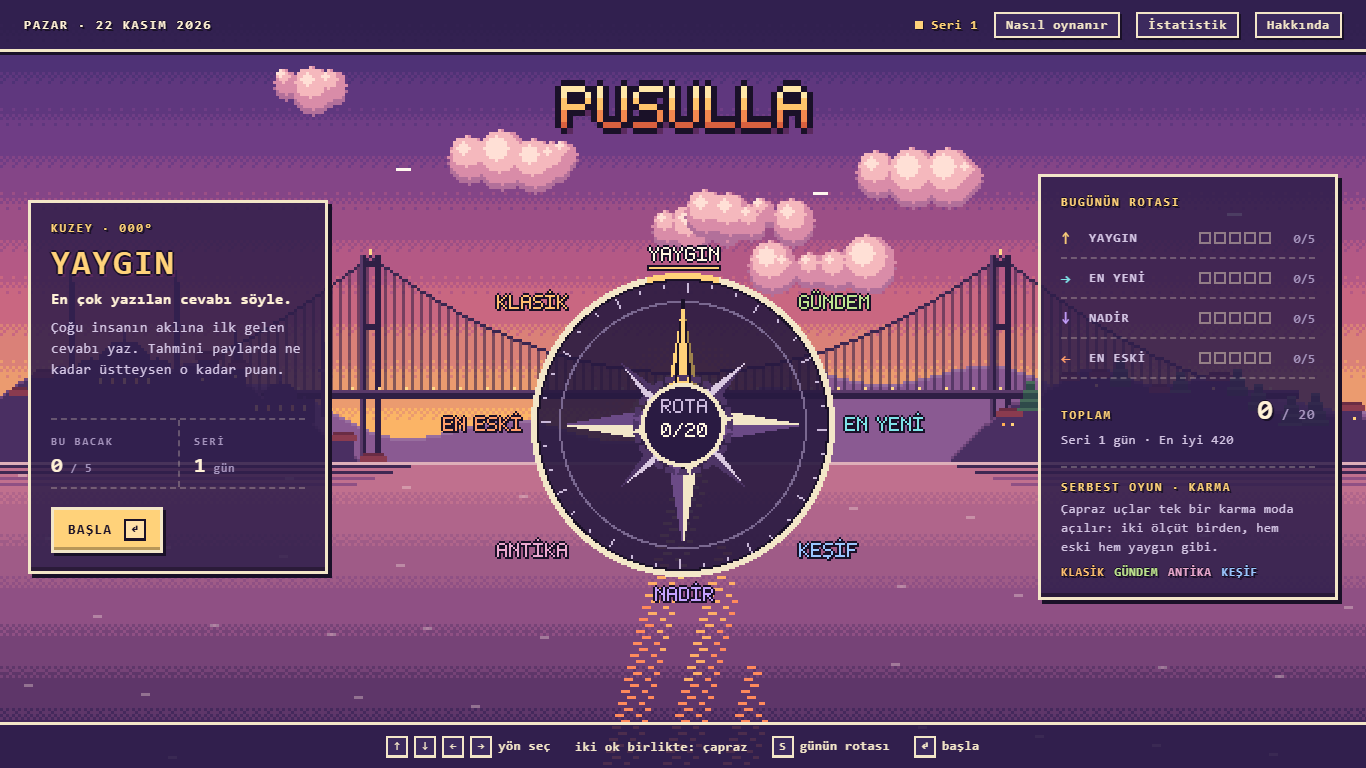 PAZAR · 22 KASIM 2026
Seri 1
Nasıl oynanır
İstatistik
Hakkında
PUSULLA
KUZEY · 000°
YAYGIN
En çok yazılan cevabı söyle.
Çoğu insanın aklına ilk gelen
cevabı yaz. Tahmini paylarda ne
kadar üstteysen o kadar puan.
BU BACAK
0 / 5
SERİ
1 gün
BAŞLA ↵
YAYGIN
KLASİK
GÜNDEM
EN ESKİ
ROTA
0/20
EN YENİ
ANTİKA
KEŞİF
NADİR
BUGÜNÜN ROTASI
↑ YAYGIN 0/5
→ EN YENİ 0/5
↓ NADİR 0/5
← EN ESKİ 0/5
TOPLAM 0 / 20
Seri 1 gün · En iyi 420
SERBEST OYUN · KARMA
Çapraz uçlar tek bir karma moda
açılır: iki ölçüt birden, hem
eski hem yaygın gibi.
KLASİK GÜNDEM ANTİKA KEŞİF
↑ ↓ ← → yön seç
iki ok birlikte: çapraz
S günün rotası
↵ başla